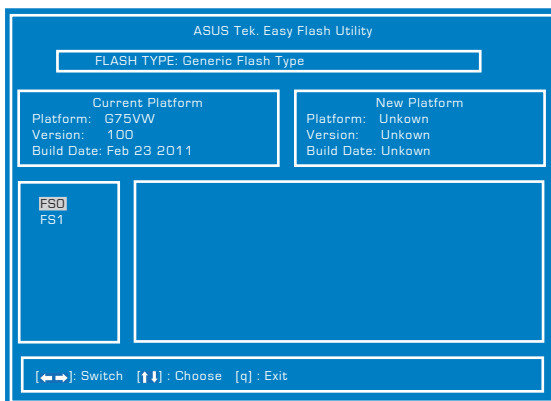 ASUS Tek. Easy Flash Utility
FLASH TYPE: Generic Flash Type
Current Platform
Platform: G75VW
Version: 100
Build Date: Feb 23 2011
New Platform
Platform: Unkown
Version: Unkown
Build Date: Unkown
FS0
FS1
[←→]: Switch [↑↓] : Choose [q] : Exit